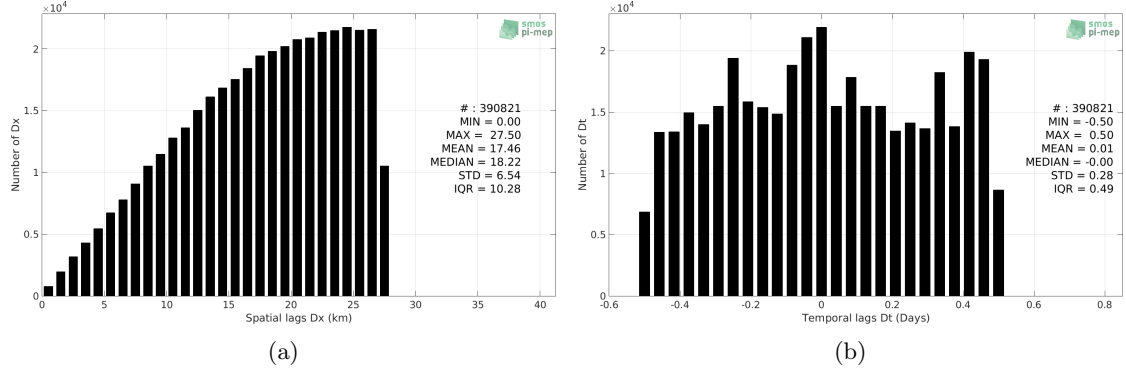 ×10⁴
2
1.5
1
0.5
0
Number of Dx
smos
pi-mep
# : 390821
MIN = 0.00
MAX = 27.50
MEAN = 17.46
MEDIAN = 18.22
STD = 6.54
IQR = 10.28
0 5 10 15 20 25 30 35 40
Spatial lags Dx (km)
(a)
×10⁴
2
1.5
1
0.5
0
Number of Dt
smos
pi-mep
# : 390821
MIN = -0.50
MAX = 0.50
MEAN = 0.01
MEDIAN = -0.00
STD = 0.28
IQR = 0.49
-0.6 -0.4 -0.2 0 0.2 0.4 0.6 0.8
Temporal lags Dt (Days)
(b)